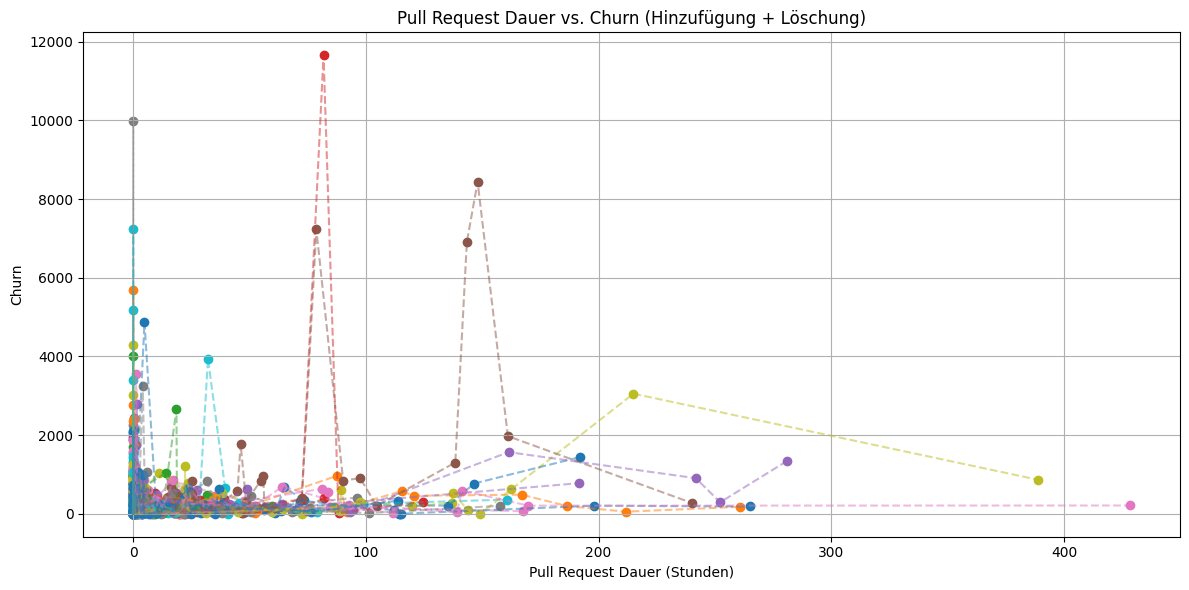 Pull Request Dauer vs. Churn (Hinzufügung + Löschung)
12000
10000
8000
6000
4000
2000
0
Churn
0 100 200 300 400
Pull Request Dauer (Stunden)